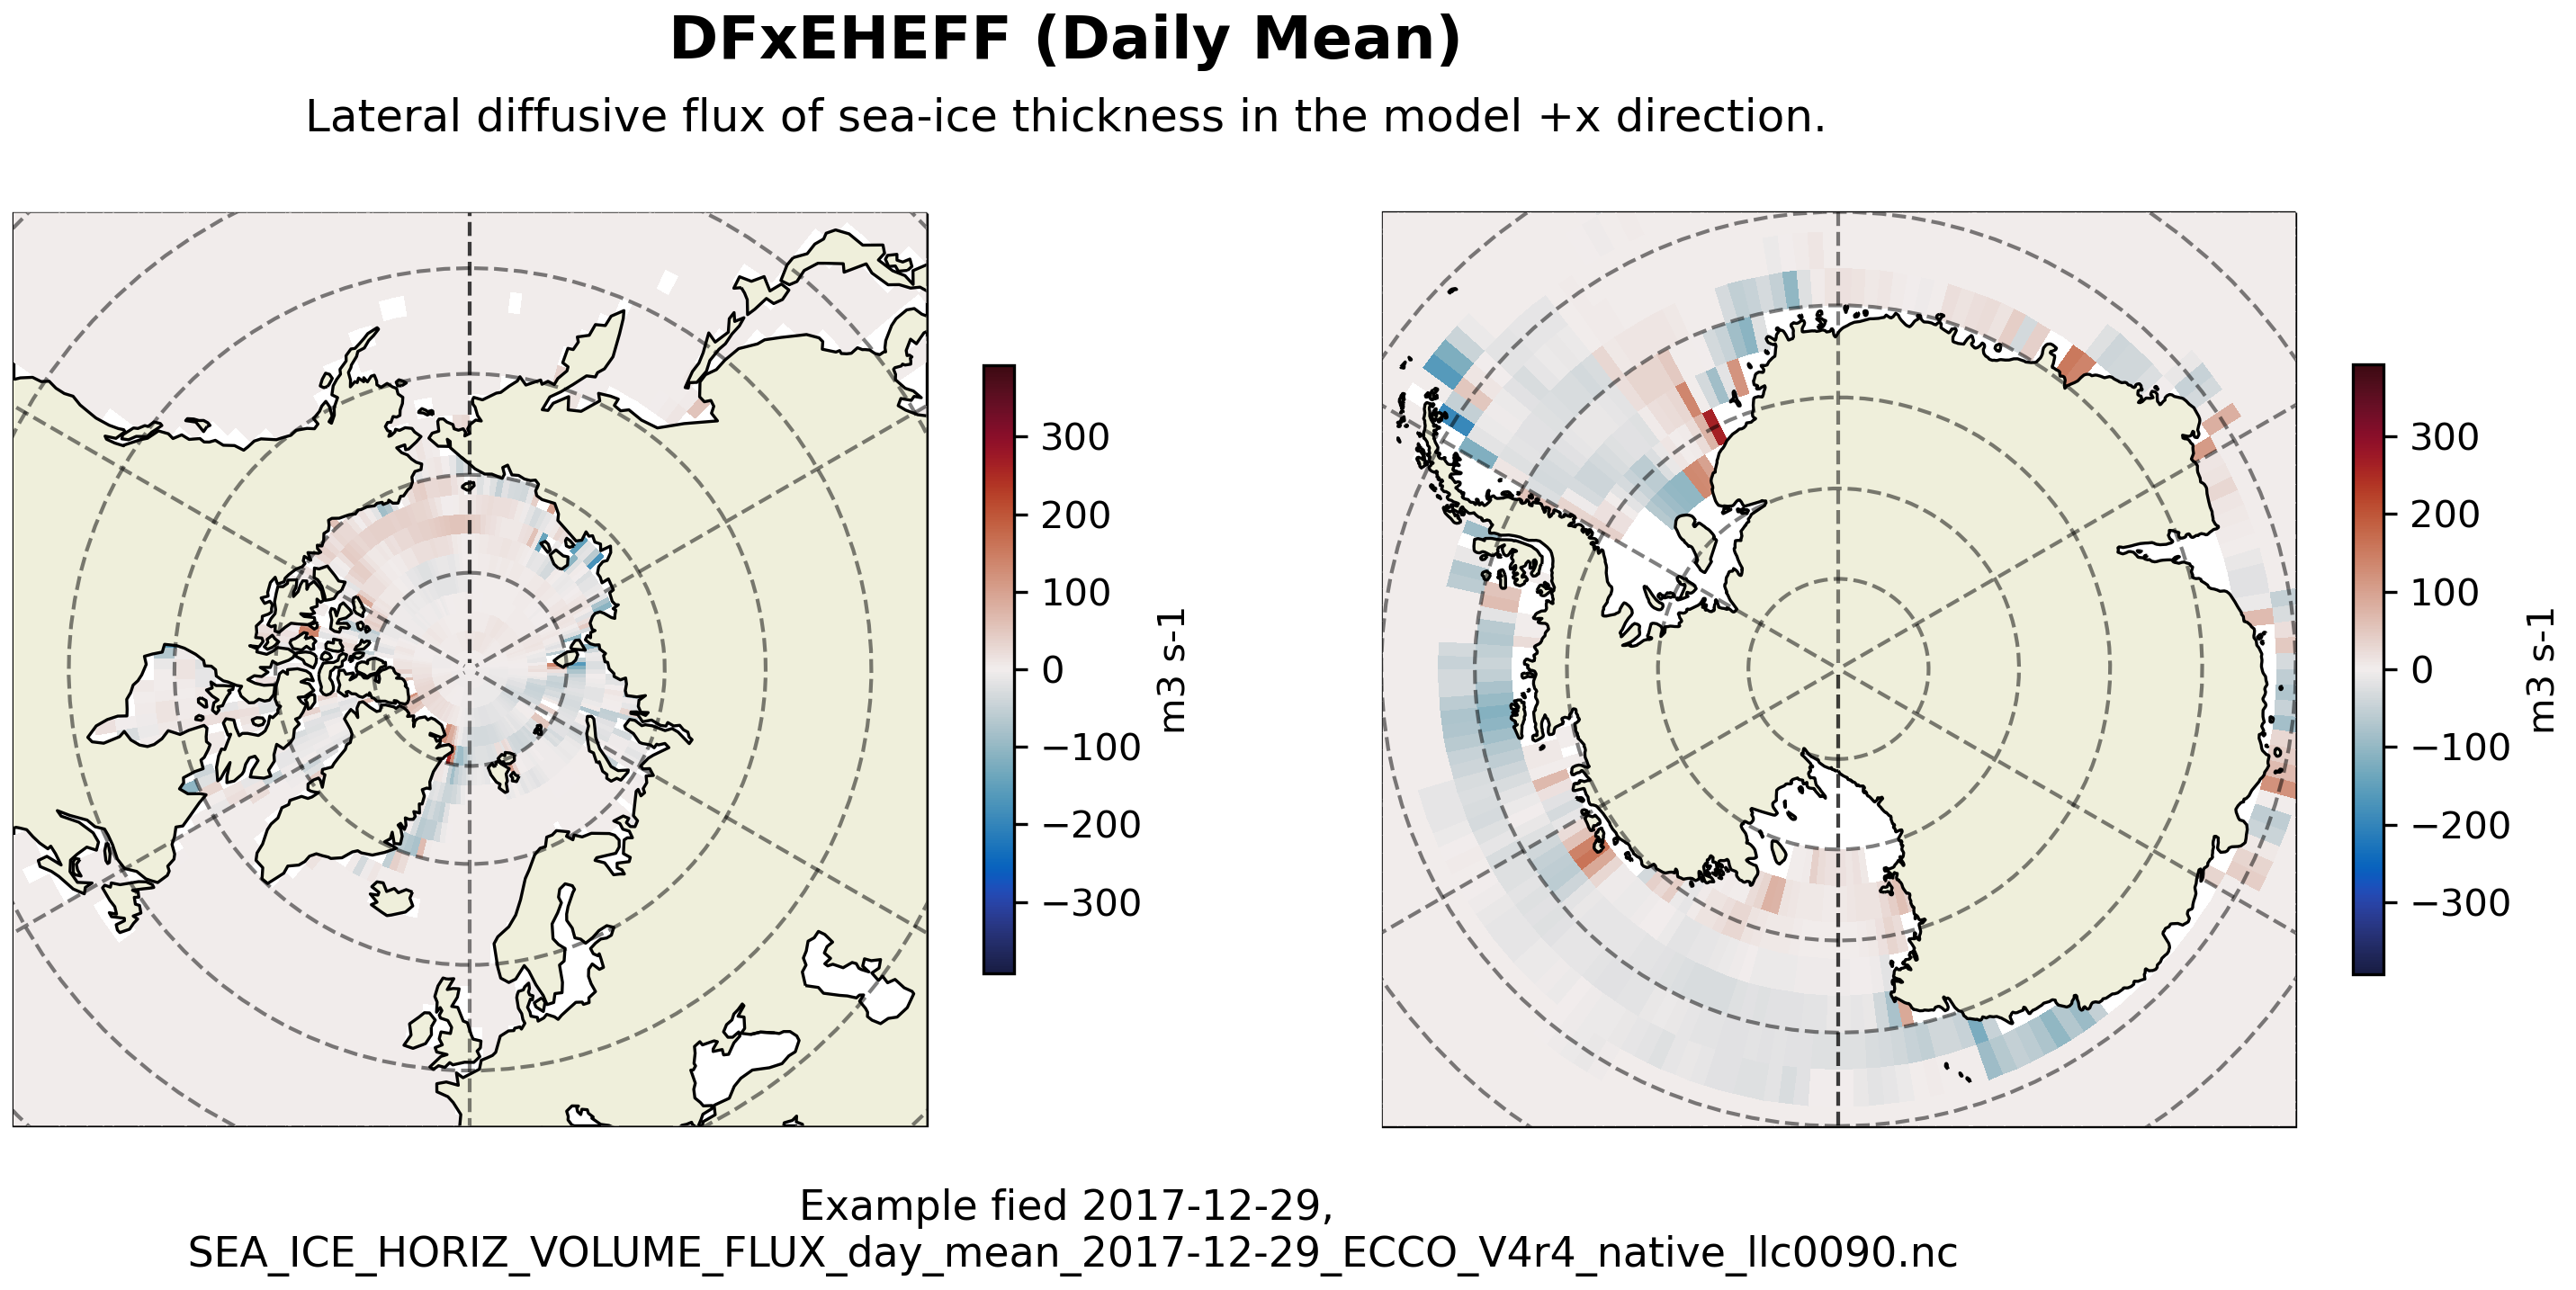 DFxEHEFF (Daily Mean)
Lateral diffusive flux of sea-ice thickness in the model +x direction.
300
200
100
0
−100
−200
−300
m3 s-1
300
200
100
0
−100
−200
−300
m3 s-1
Example fied 2017-12-29,
SEA_ICE_HORIZ_VOLUME_FLUX_day_mean_2017-12-29_ECCO_V4r4_native_llc0090.nc